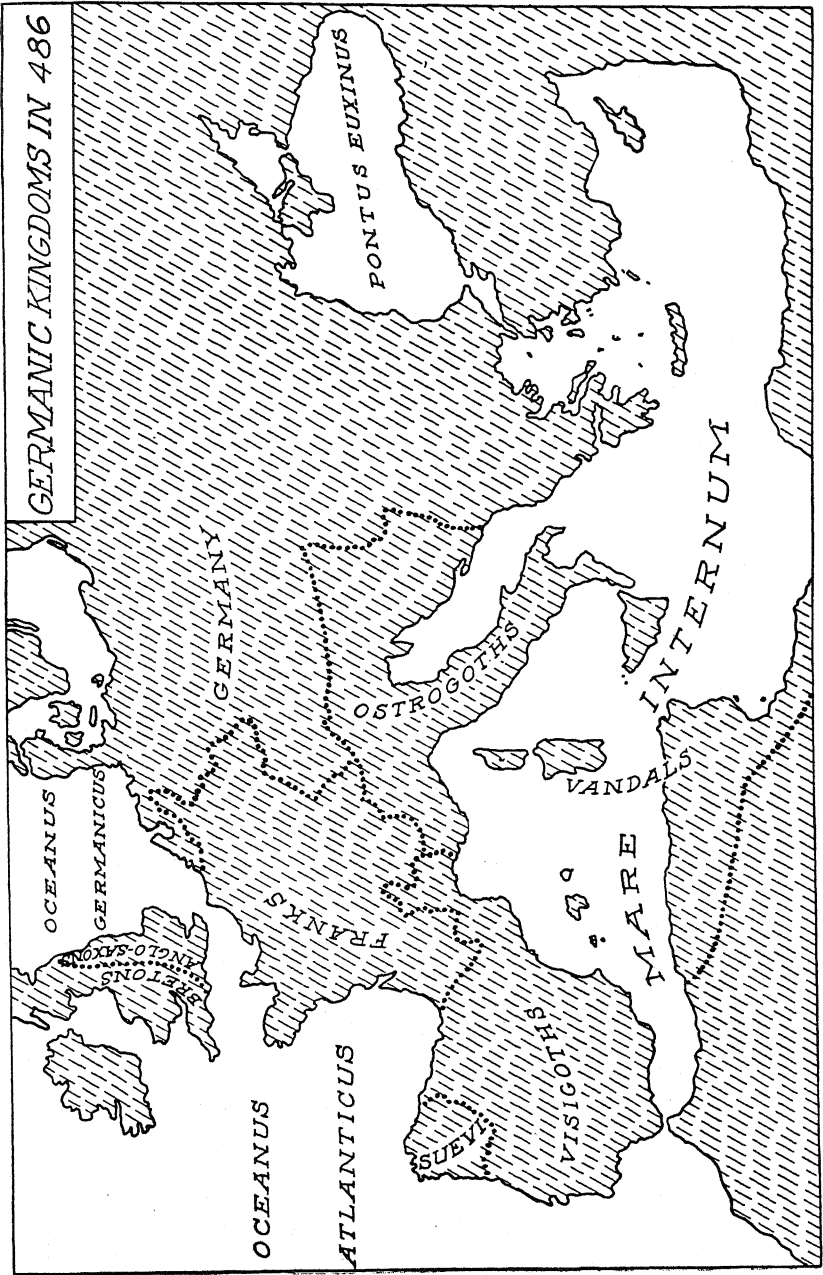 GERMANIC KINGDOMS IN 486
PONTUS EUXINUS
GERMANY
OCEANUS
GERMANICUS
ANGLO-SAXONS
BRETONS
FRANKS
OSTROGOTHS
VANDALS
MARE INTERNUM
VISIGOTHS
SUEVI
OCEANUS
ATLANTICUS